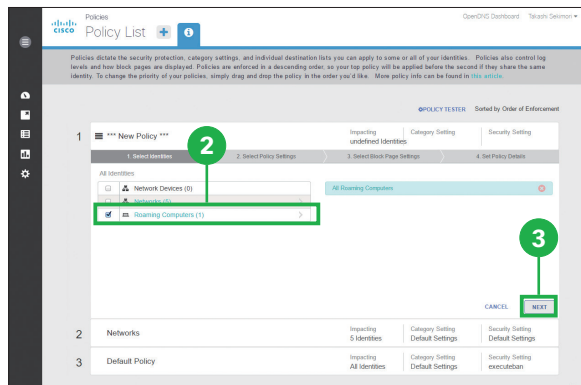 Policies
OpenDNS Dashboard Takashi Sekimon
cisco Policy List
Policies dictate the security protection, category settings, and individual destination lists you can apply to some or all of your identities. Policies also control log
levels and how block pages are displayed. Policies are enforced in a descending order, so your top policy will be applied before the second if they share the same
identity. To change the priority of your policies, simply drag and drop the policy in the order you'd like. More policy info can be found in this article.
POLICY TESTER Sorted by Order of Enforcement
1 *** New Policy *** Impacting Category Setting Security Setting
undefined Identities
1. Select Identities 2. Select Policy Settings 3. Select Block Page Settings 4. Set Policy Details
2
All Identities
Network Devices (0) All Roaming Computers
Networks (5)
Roaming Computers (1)
3
CANCEL NEXT
2 Networks Impacting Category Setting Security Setting
5 Identities Default Settings Default Settings
3 Default Policy Impacting Category Setting Security Setting
All Identities Default Settings executeban